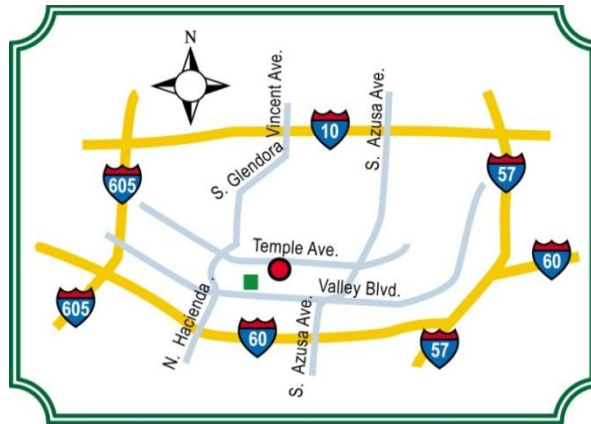 N
Vincent Ave.
10
S. Azusa Ave.
S. Glendora
605
57
Temple Ave.
60
Valley Blvd.
605
N. Hacienda .
60
S. Azusa Ave.
57